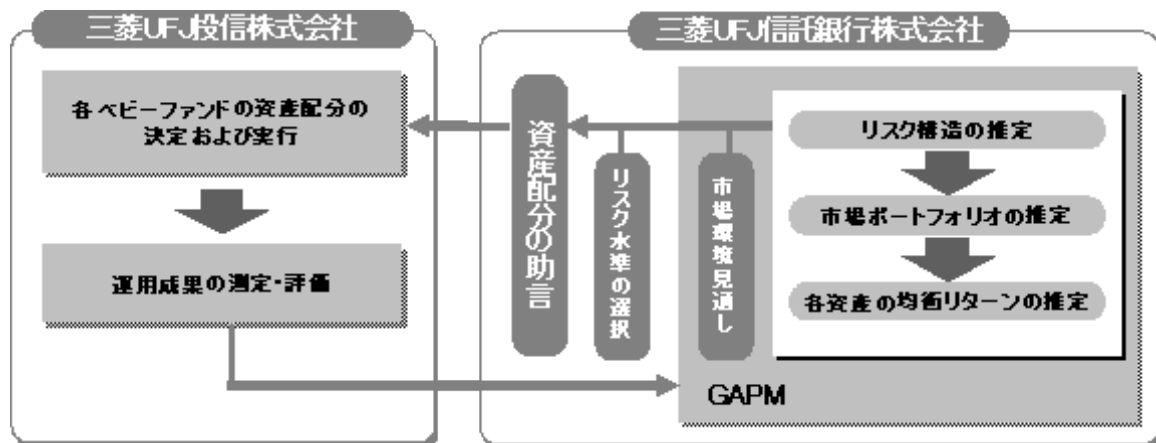 三菱UFJ投信株式会社
各ベビーファンドの資産配分の
決定および実行
運用成果の測定・評価
三菱UFJ信託銀行株式会社
資産配分の助言
リスク水準の選択
市場環境見通し
リスク構造の推定
市場ポートフォリオの推定
各資産の均衡リターンの推定
GAPM